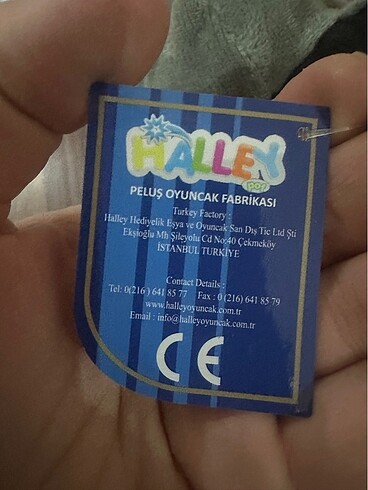 HALLEY
pop
PELUŞ OYUNCAK FABRİKASI
Turkey Factory :
Halley Hediyelik Eşya ve Oyuncak San Dış Tic Ltd Şti
Ekşioğlu Mh Şileyolu Cd No:40 Çekmeköy
İSTANBUL TURKİYE
Contact Details :
Tel: 0(216 ) 641 85 77 Fax : 0 (216) 641 85 79
www.halleyoyuncak.com.tr
Email : info@halleyoyuncak.com.tr
CE